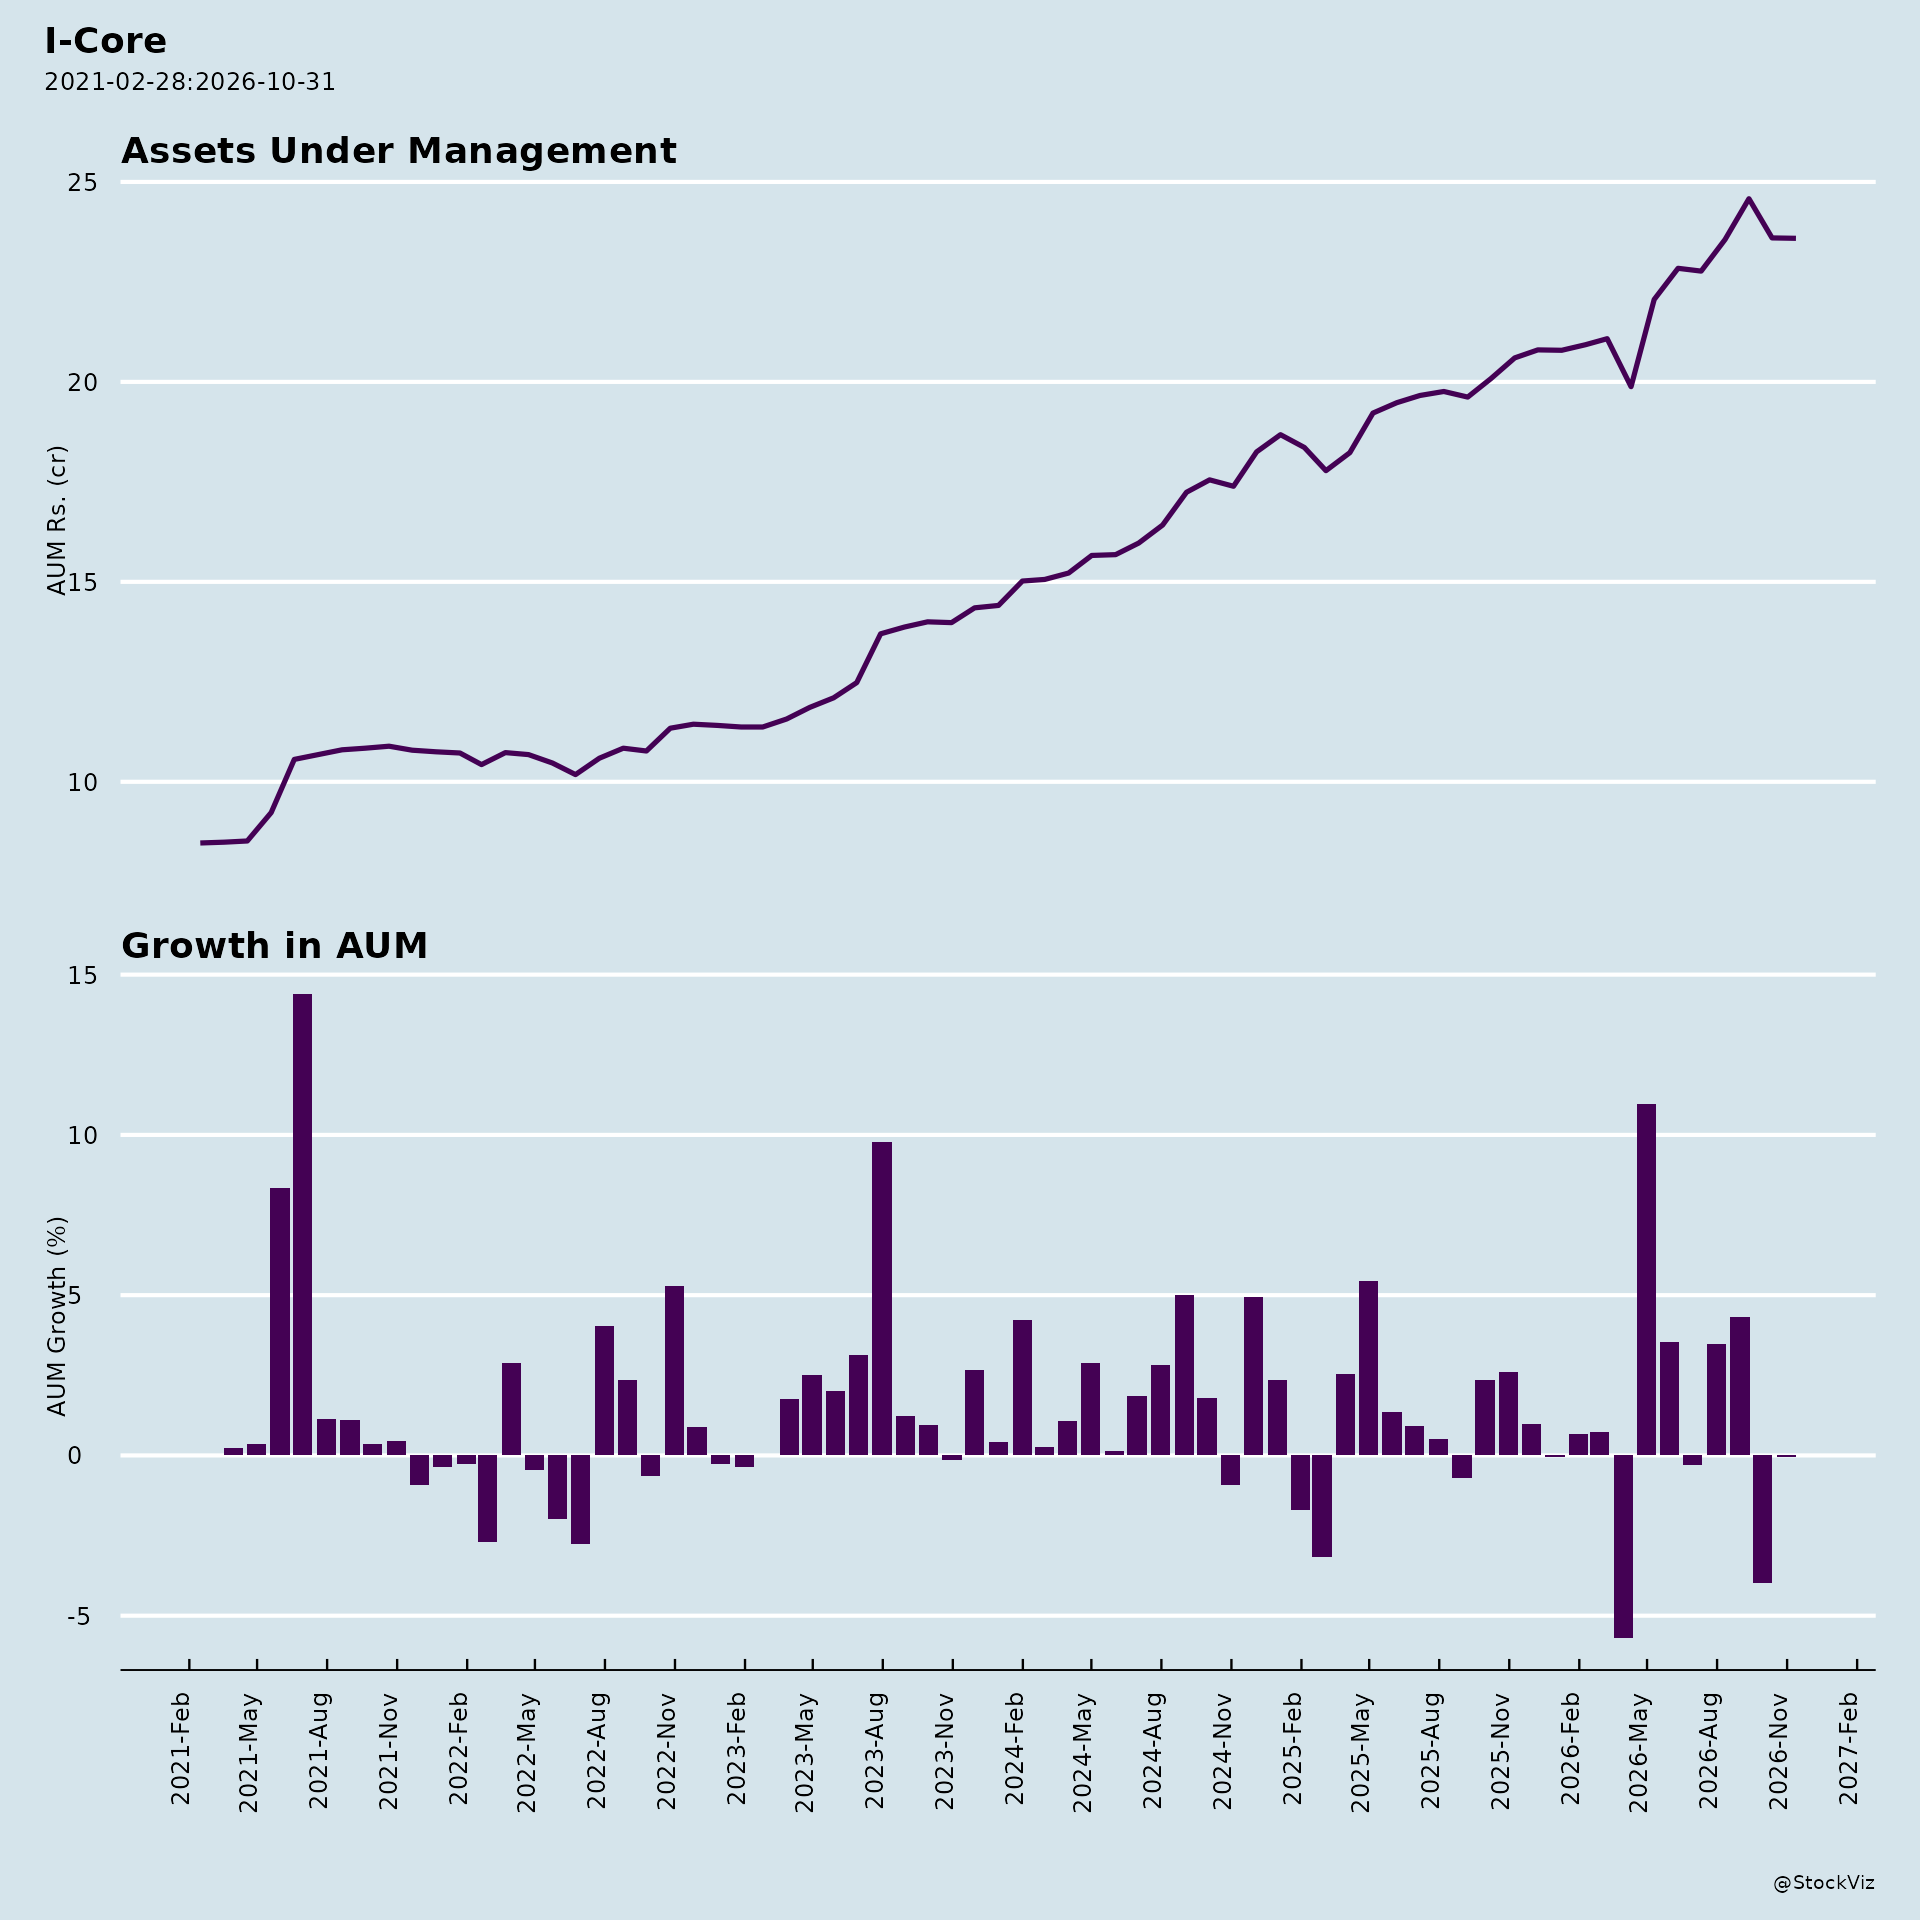 I-Core
2021-02-28:2026-10-31
Assets Under Management
25
20
15
10
AUM Rs. (cr)
Growth in AUM
15
10
5
0
-5
AUM Growth (%)
2021-Feb
2021-May
2021-Aug
2021-Nov
2022-Feb
2022-May
2022-Aug
2022-Nov
2023-Feb
2023-May
2023-Aug
2023-Nov
2024-Feb
2024-May
2024-Aug
2024-Nov
2025-Feb
2025-May
2025-Aug
2025-Nov
2026-Feb
2026-May
2026-Aug
2026-Nov
2027-Feb
@StockViz